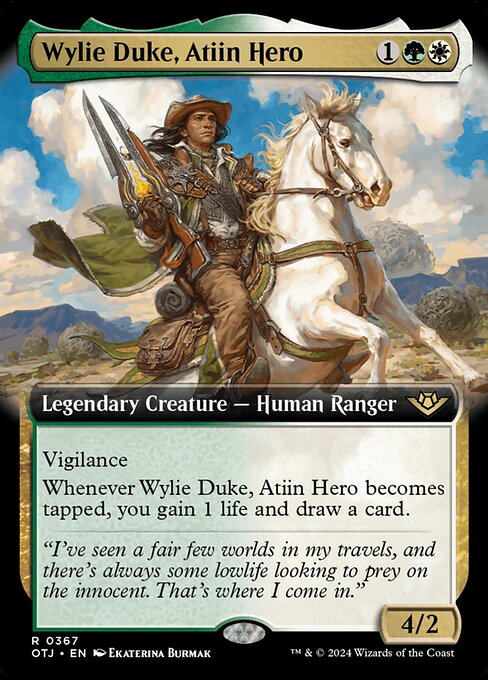 Wylie Duke, Atiin Hero 1
Legendary Creature — Human Ranger
Vigilance
Whenever Wylie Duke, Atiin Hero becomes
tapped, you gain 1 life and draw a card.
“I’ve seen a fair few worlds in my travels, and
there’s always some lowlife looking to prey on
the innocent. That’s where I come in.”
4/2
R 0367
OTJ • EN Ekaterina Burmak ™ & © 2024 Wizards of the Coast